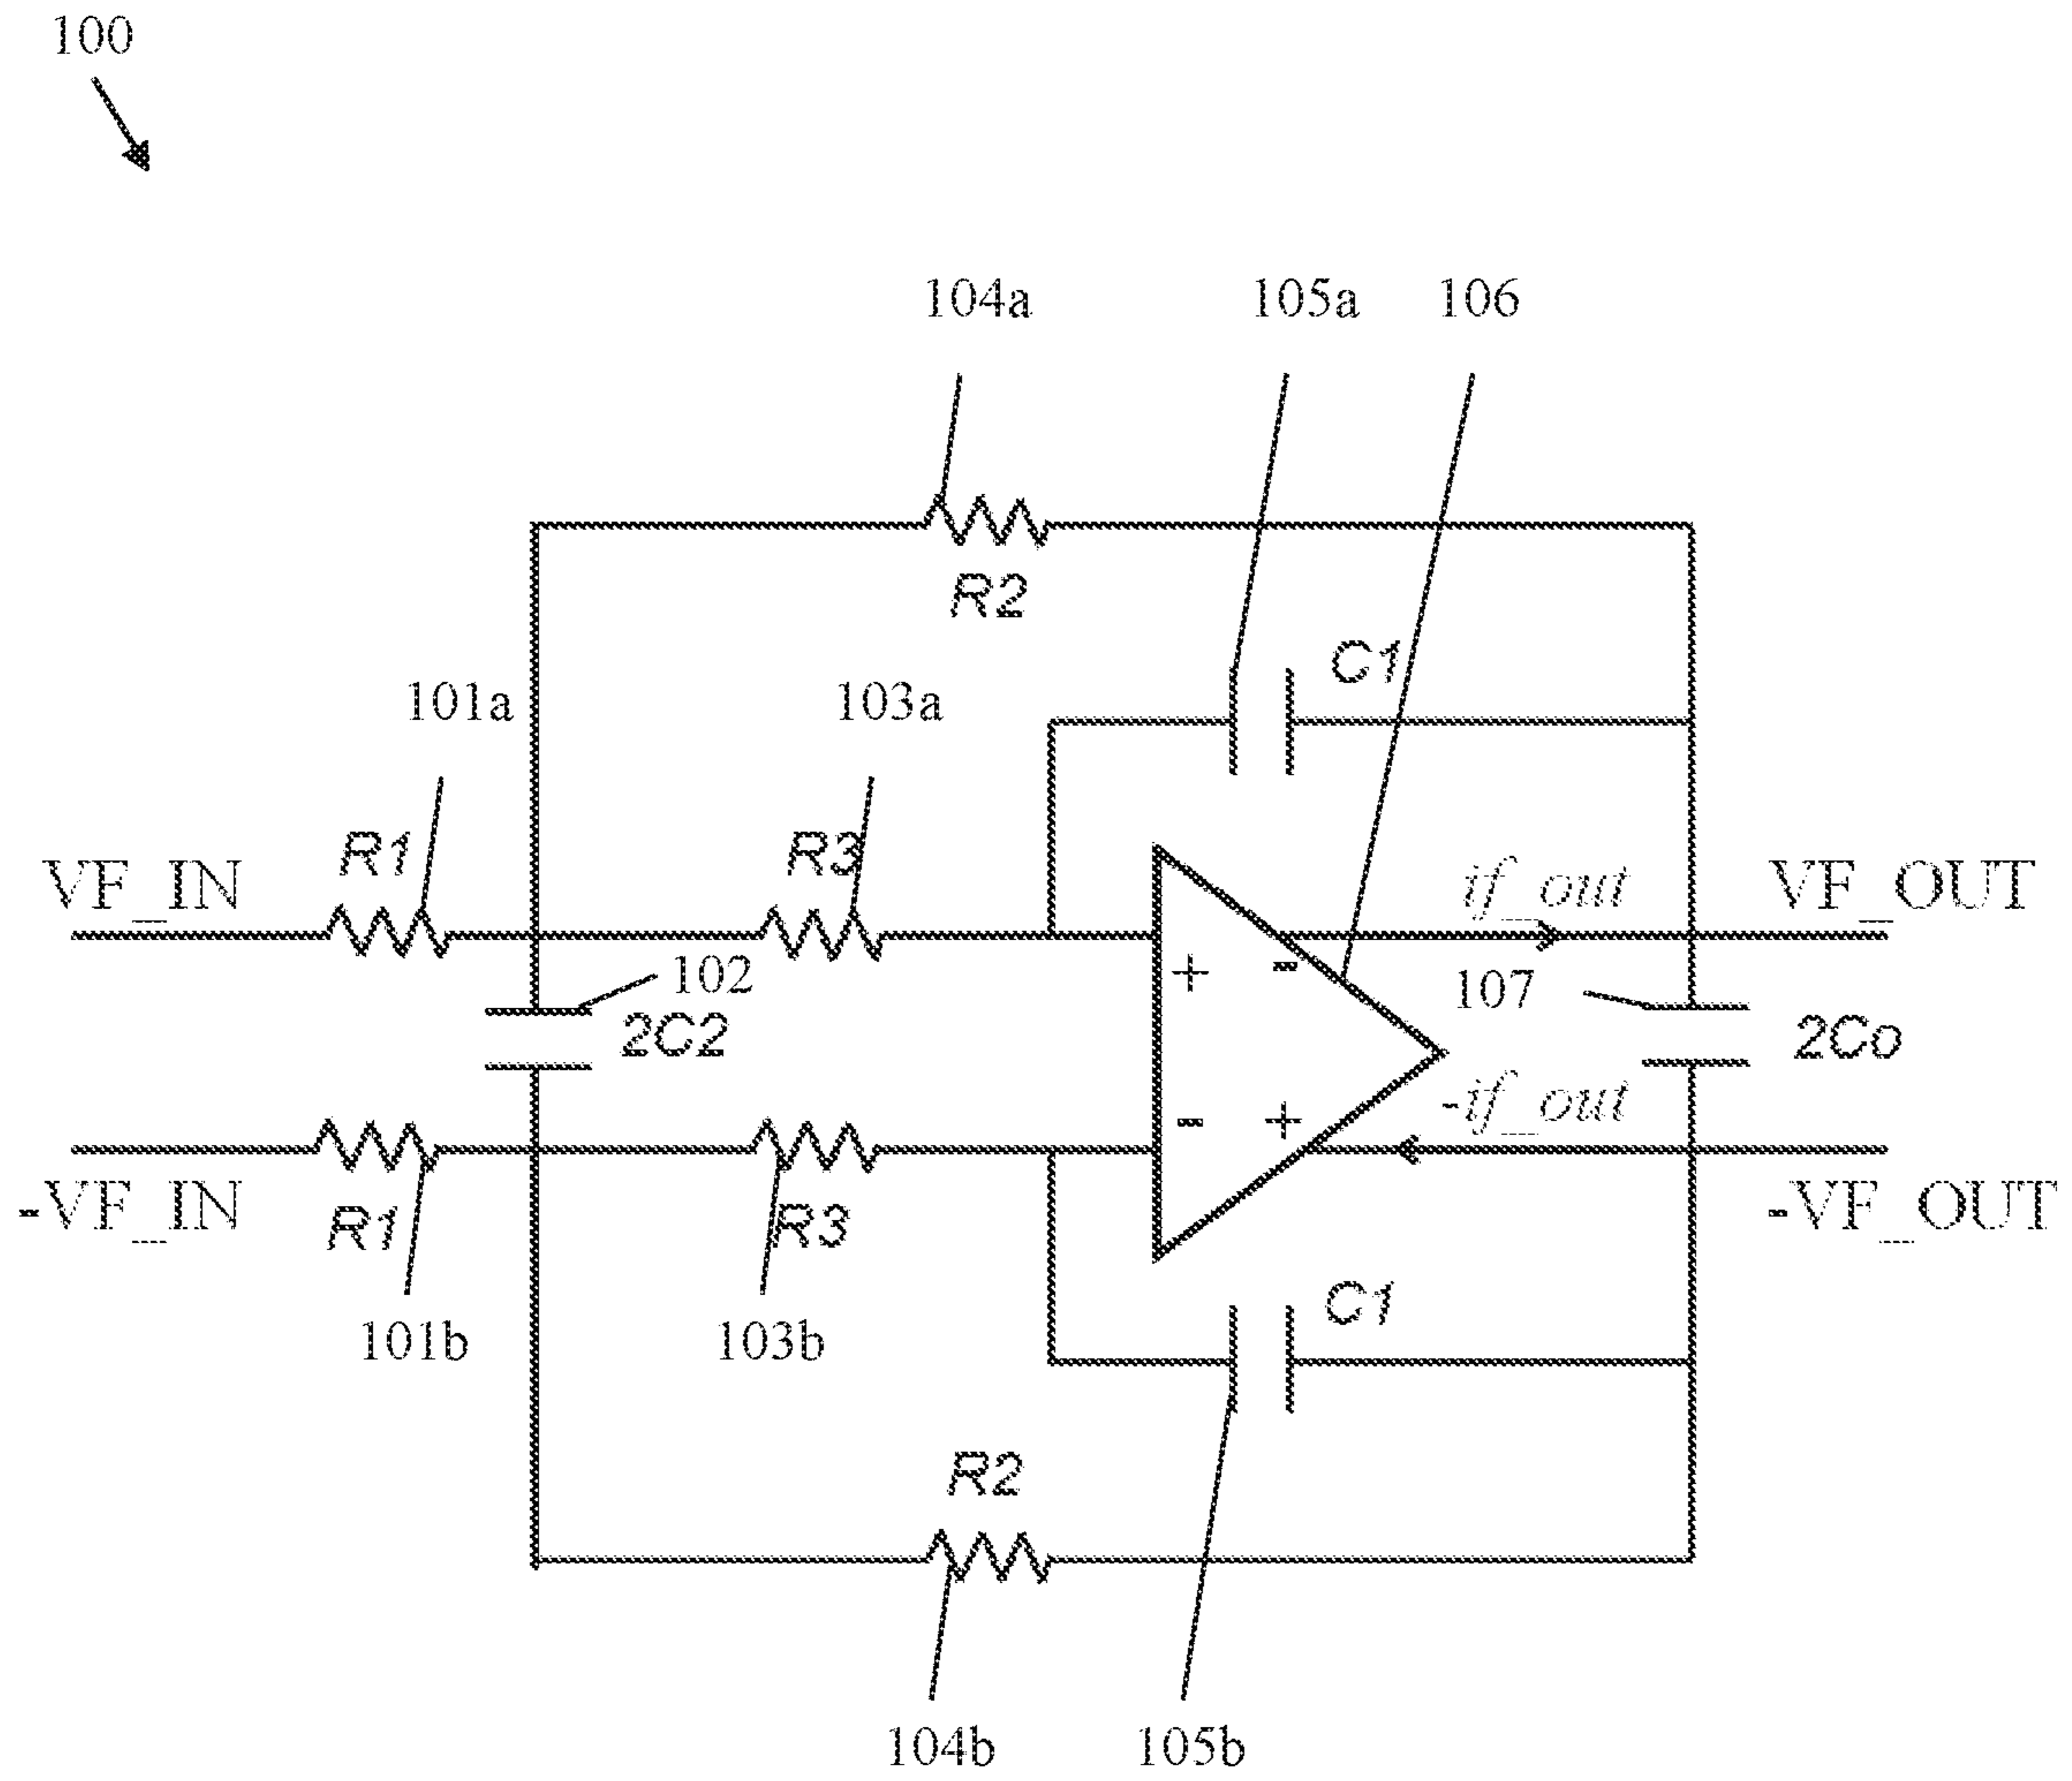 100
104a 105a 106
R2
C1
101a 103a
R1 R3 if_out
VF_IN VF_OUT
+ - 102 107
2C2 2Co
- + -if_out
-VF_IN -VF_OUT
R1 R3
C1
101b 103b
R2
104b 105b